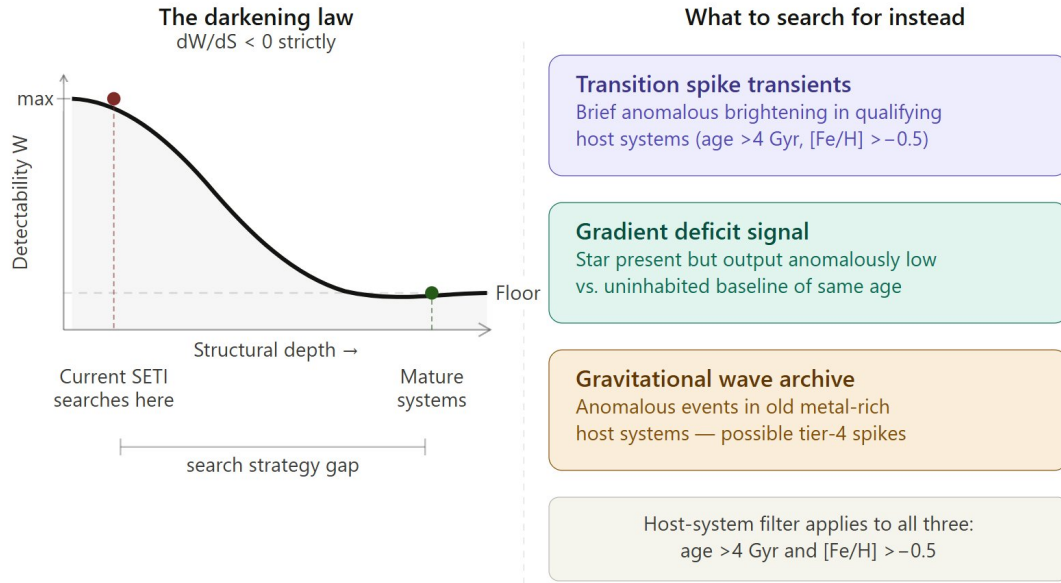 The darkening law
dW/dS < 0 strictly
max
Detectability W
Floor
Structural depth →
Current SETI
searches here
Mature
systems
search strategy gap
What to search for instead
Transition spike transients
Brief anomalous brightening in qualifying
host systems (age >4 Gyr, [Fe/H] >−0.5)
Gradient deficit signal
Star present but output anomalously low
vs. uninhabited baseline of same age
Gravitational wave archive
Anomalous events in old metal-rich
host systems — possible tier-4 spikes
Host-system filter applies to all three:
age >4 Gyr and [Fe/H] >−0.5